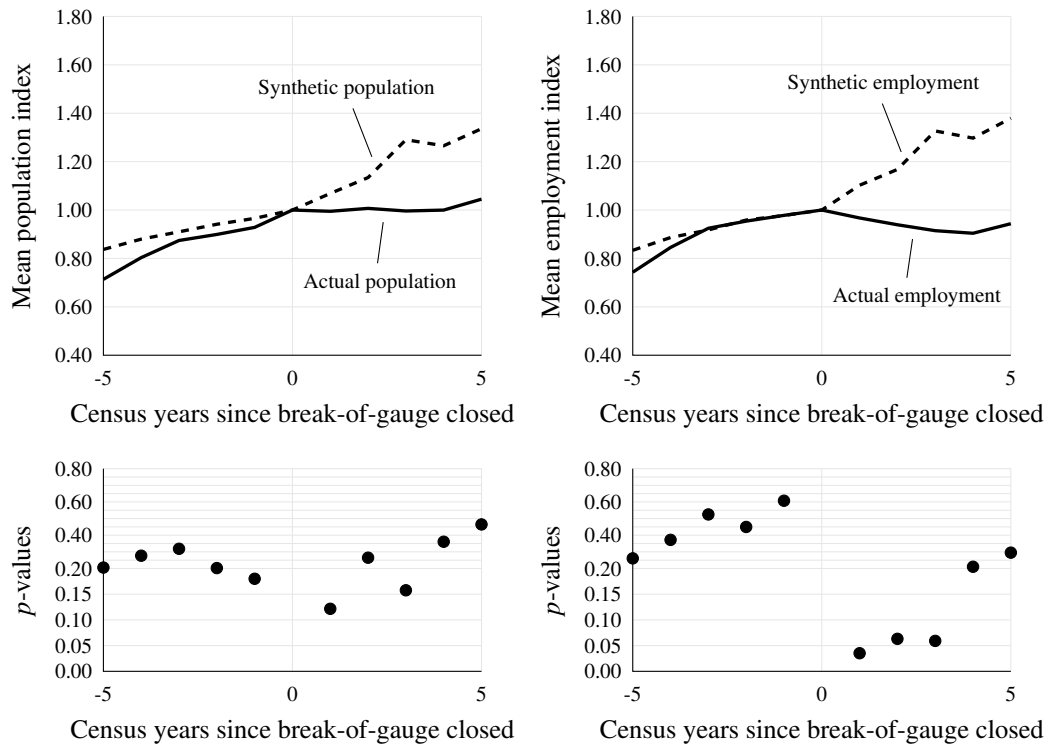 Mean population index
1.80
1.60
1.40
1.20
1.00
0.80
0.60
0.40
Synthetic population
Actual population
-5 0 5
Census years since break-of-gauge closed
Mean employment index
1.80
1.60
1.40
1.20
1.00
0.80
0.60
0.40
Synthetic employment
Actual employment
-5 0 5
Census years since break-of-gauge closed
p-values
0.80
0.60
0.40
0.20
0.15
0.10
0.05
0.00
-5 0 5
Census years since break-of-gauge closed
p-values
0.80
0.60
0.40
0.20
0.15
0.10
0.05
0.00
-5 0 5
Census years since break-of-gauge closed